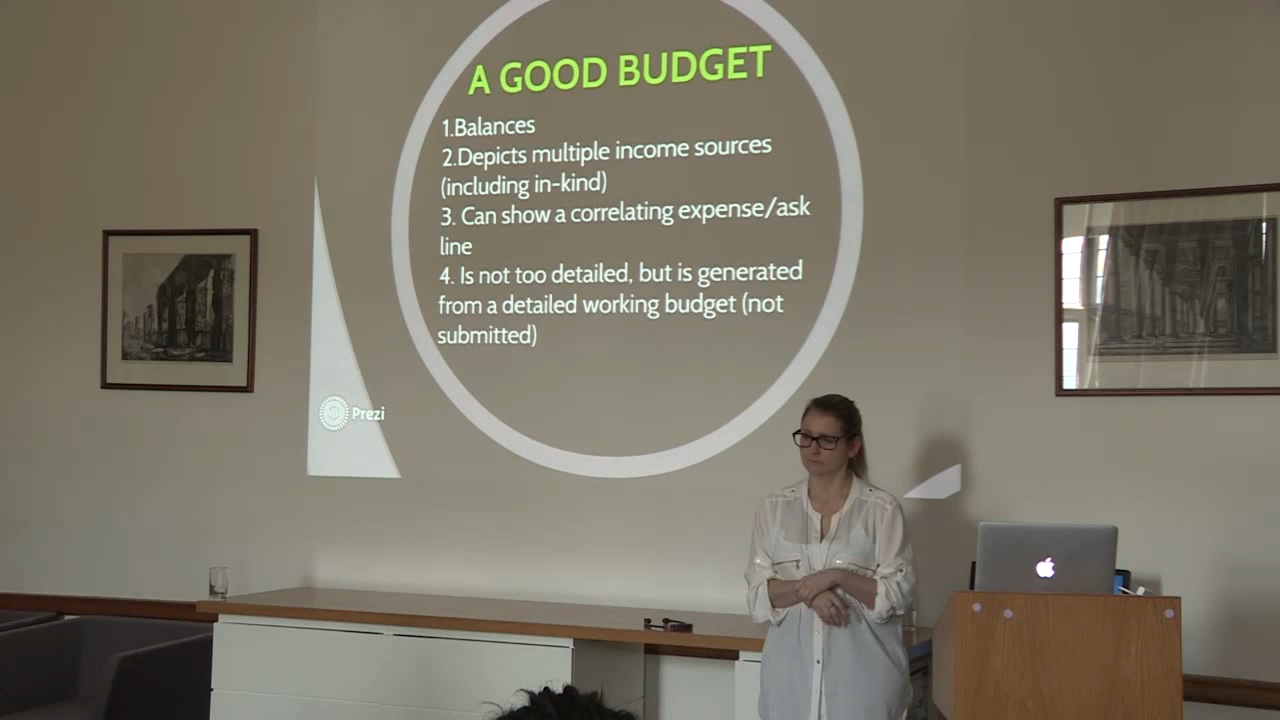 A GOOD BUDGET
1.Balances
2.Depicts multiple income sources
(including in-kind)
3. Can show a correlating expense/ask
line
4. Is not too detailed, but is generated
from a detailed working budget (not
submitted)
Prezi